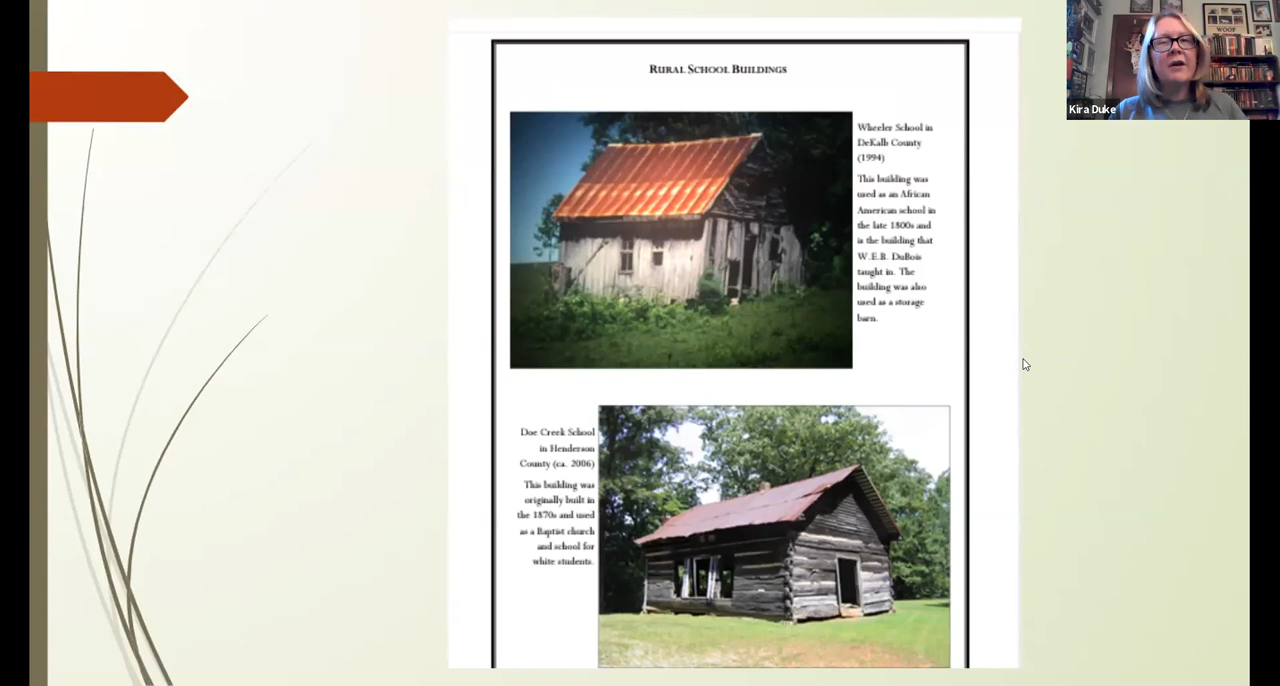 RURAL SCHOOL BUILDINGS
Wheeler School in
DeKalb County
(1994)
This building was
used as an African
American school in
the late 1800s and
is the building that
W.E.B. DuBois
taught in. The
building was also
used as a storage
barn.
Doe Creek School
in Henderson
County (ca. 2006)
This building was
originally built in
the 1870s and used
as a Baptist church
and school for
white students.
WOOF
Kira Duke